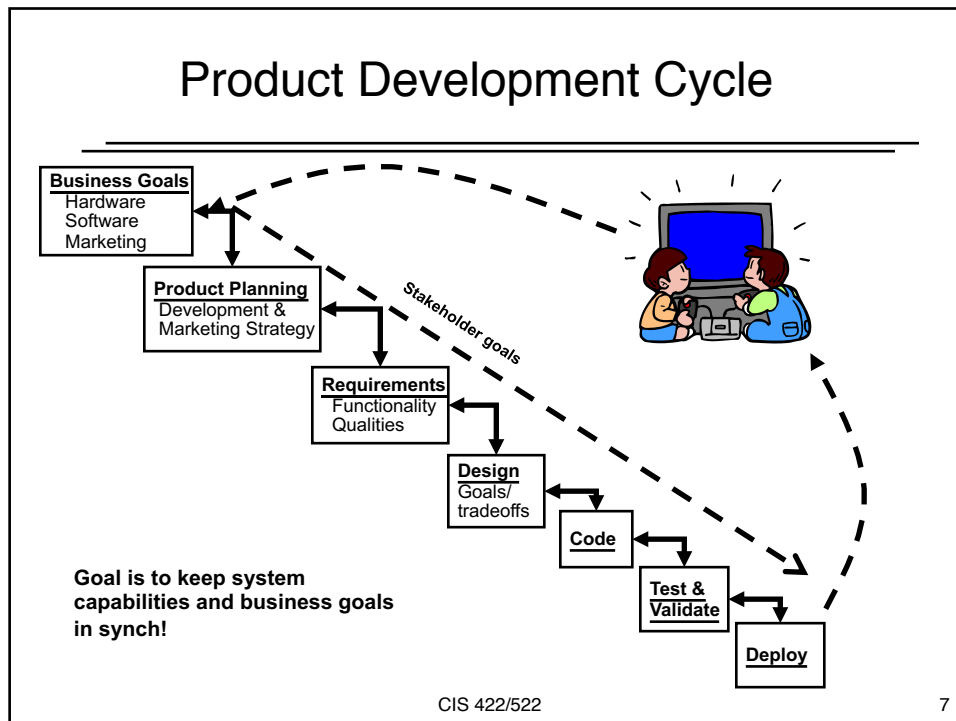 Product Development Cycle
Business Goals
Hardware
Software
Marketing
Product Planning
Development &
Marketing Strategy
Stakeholder goals
Requirements
Functionality
Qualities
Design
Goals/
tradeoffs
Code
Test &
Validate
Deploy
Goal is to keep system
capabilities and business goals
in synch!
CIS 422/522
7